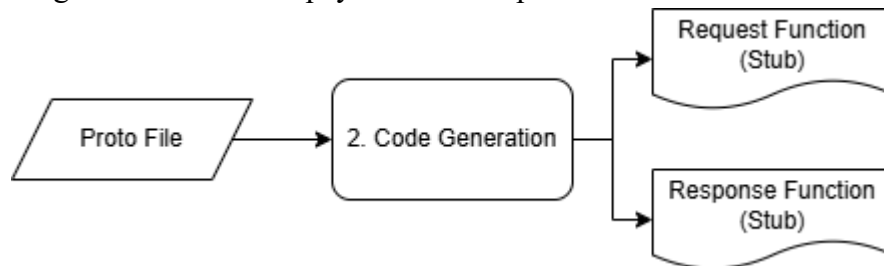 Request Function
(Stub)
Proto File
2. Code Generation
Response Function
(Stub)